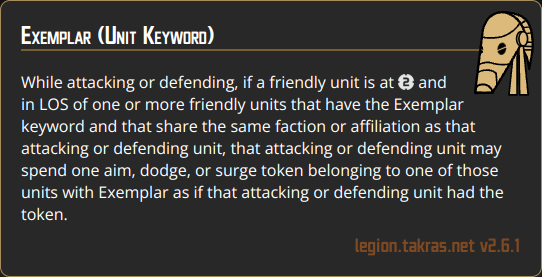 Exemplar (Unit Keyword)
While attacking or defending, if a friendly unit is at 2 and
in LOS of one or more friendly units that have the Exemplar
keyword and that share the same faction or affiliation as that
attacking or defending unit, that attacking or defending unit may
spend one aim, dodge, or surge token belonging to one of those
units with Exemplar as if that attacking or defending unit had the
token.
legion.takras.net v2.6.1